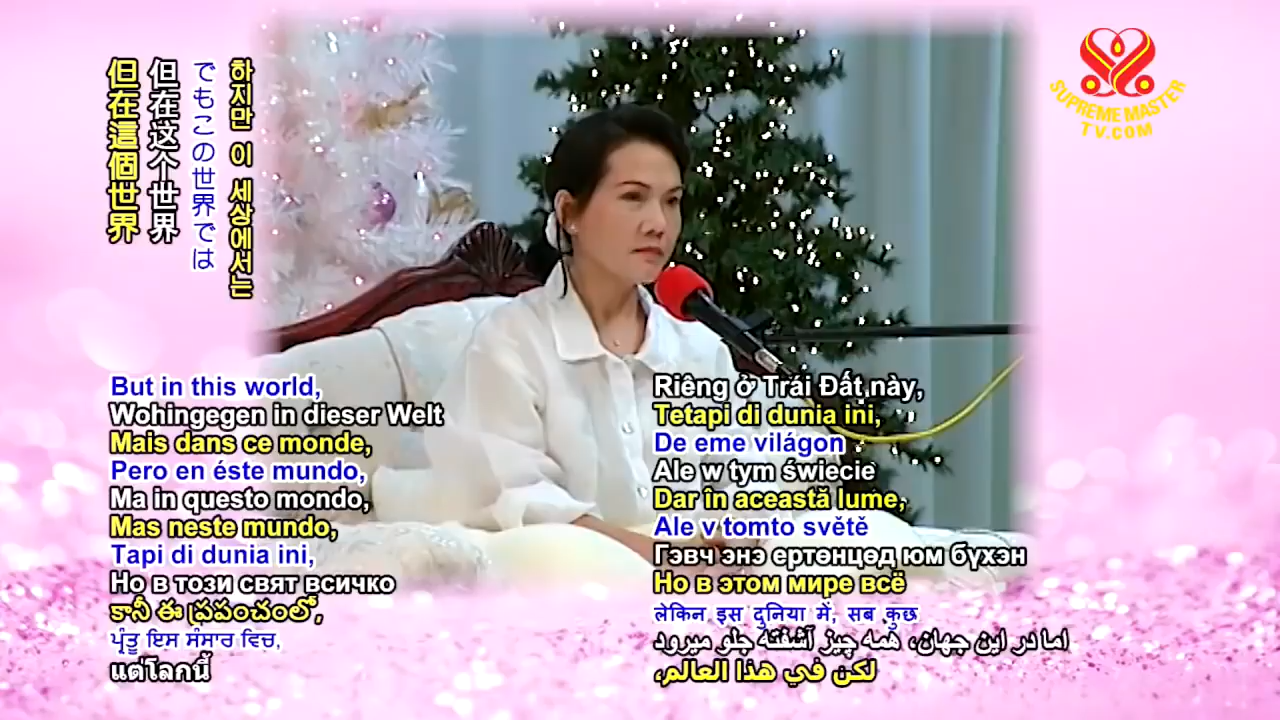 但在這個世界
但在这个世界
でもこの世界では
하지만 이 세상에서는
SUPREME MASTER
TV.COM
But in this world,
Wohingegen in dieser Welt
Mais dans ce monde,
Pero en éste mundo,
Ma in questo mondo,
Mas neste mundo,
Tapi di dunia ini,
Но в този свят всичко
కానీ ఈ ప్రపంచంలో,
ਪ੍ਰੰਤੂ ਇਸ ਸੰਸਾਰ ਵਿਚ,
แต่โลกนี้
Riêng ở Trái Đất này,
Tetapi di dunia ini,
De eme világon
Ale w tym świecie
Dar în această lume,
Ale v tomto světě
Гэвч энэ ертөнцөд юм бүхэн
Но в этом мире всё
लेकिन इस दुनिया में, सब कुछ
اما در این جهان، همه چیز آشفته جلو میرود
لكن في هذا العالم،